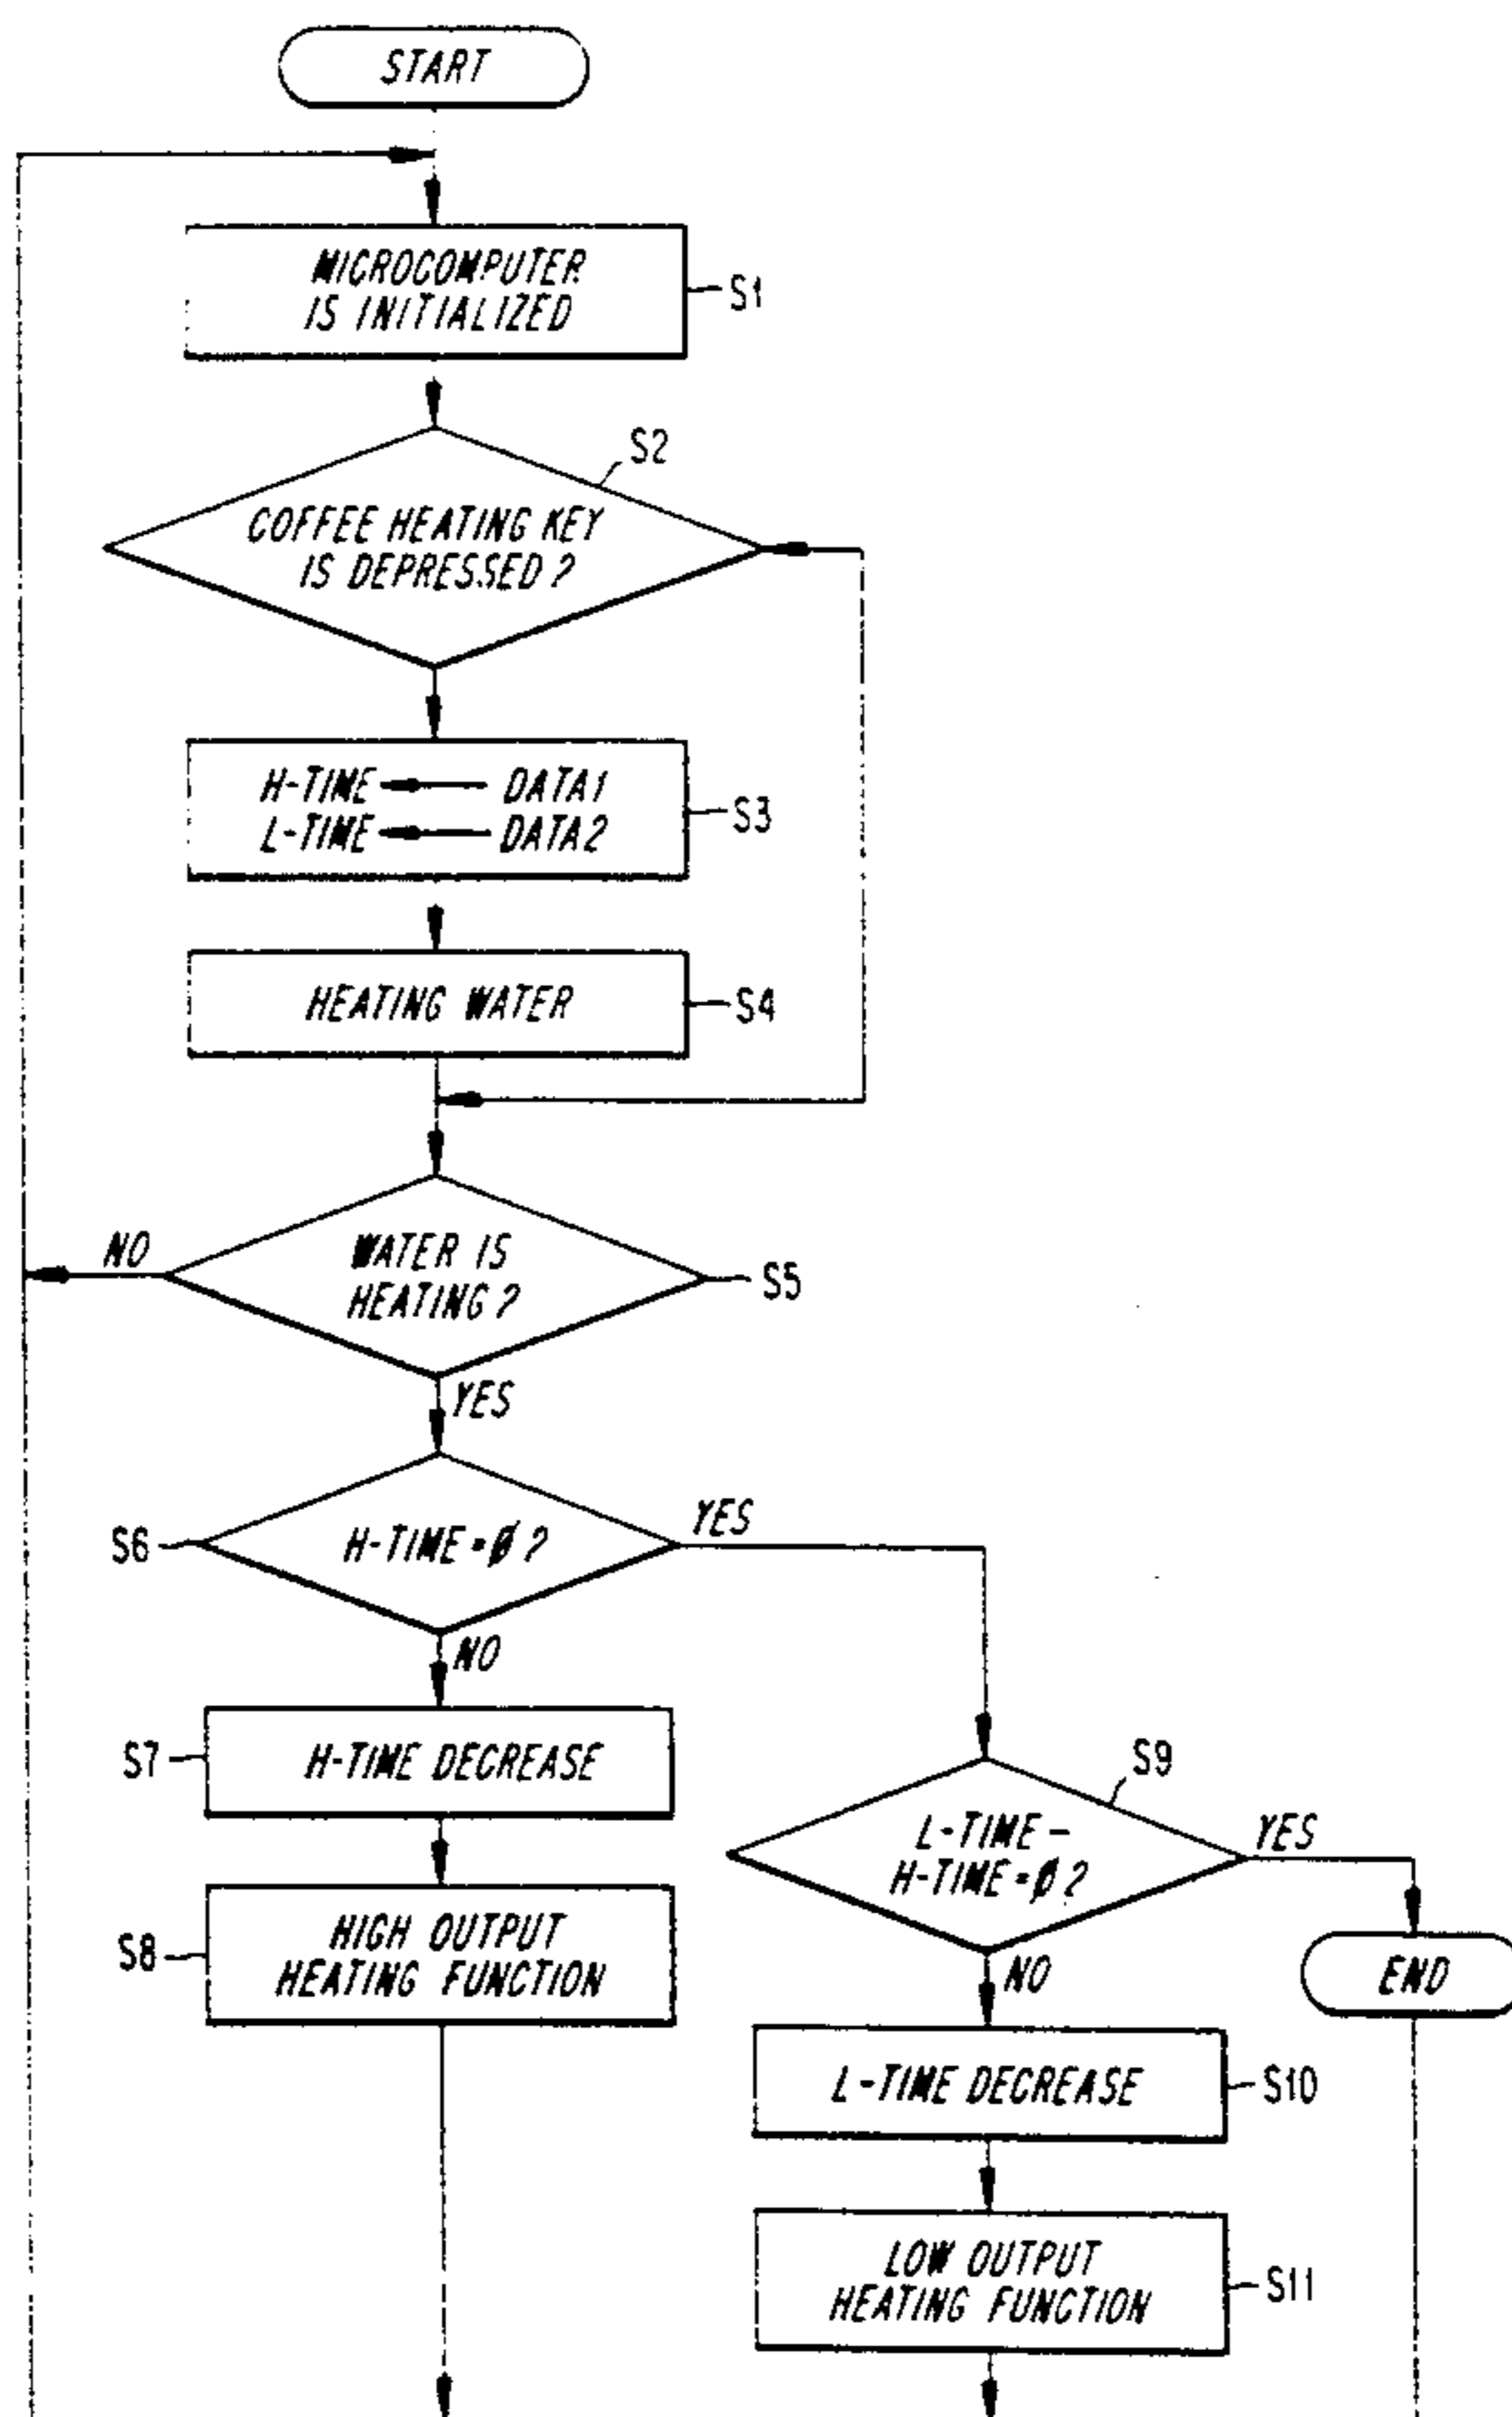 START
MICROCOMPUTER
IS INITIALIZED
S1
S2
COFFEE HEATING KEY
IS DEPRESSED?
H-TIME DATA1
L-TIME DATA2
S3
HEATING WATER
S4
NO
WATER IS
HEATING?
S5
YES
S6
H-TIME=Ø?
YES
NO
S7
H-TIME DECREASE
S9
L-TIME-
H-TIME=Ø?
YES
S8
HIGH OUTPUT
HEATING FUNCTION
NO
END
L-TIME DECREASE
S10
LOW OUTPUT
HEATING FUNCTION
S11